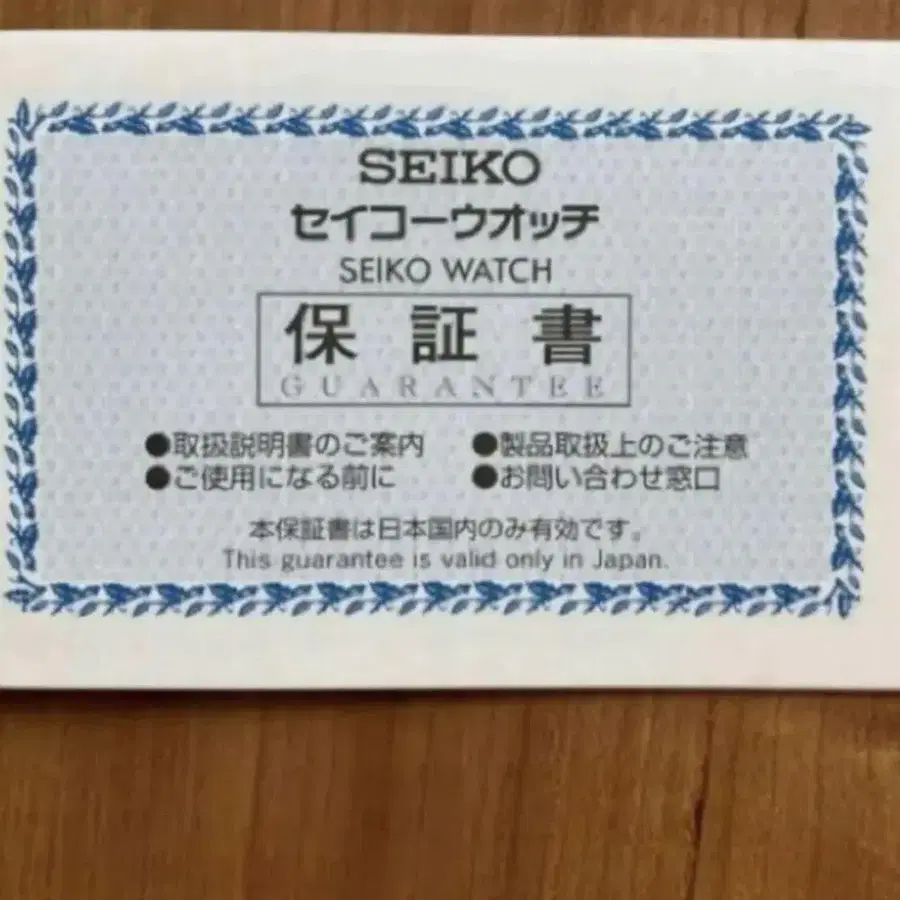 SEIKO
セイコーウオッチ
SEIKO WATCH
保証書
GUARANTEE
●取扱説明書のご案内 ●製品取扱上のご注意
●ご使用になる前に ●お問い合わせ窓口
本保証書は日本国内のみ有効です。
This guarantee is valid only in Japan.